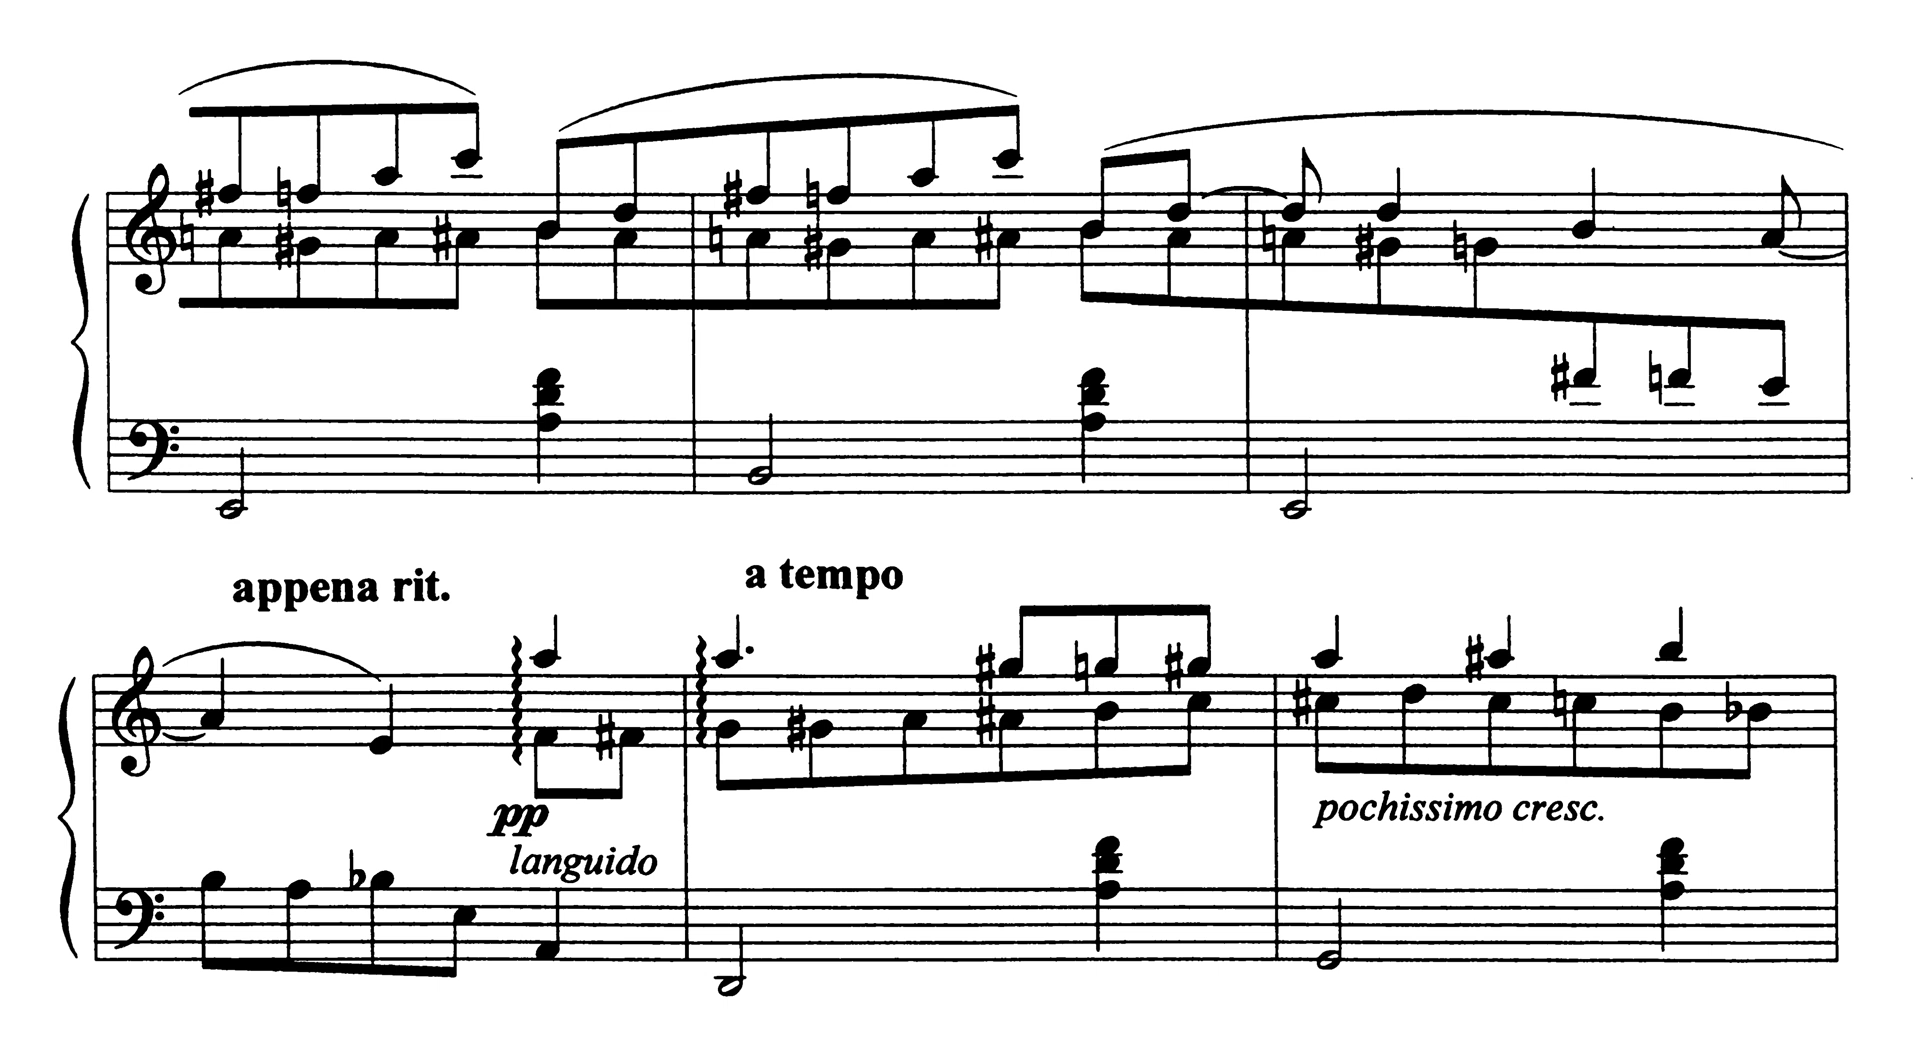 appena rit.
a tempo
pp
languido
pochissimo cresc.